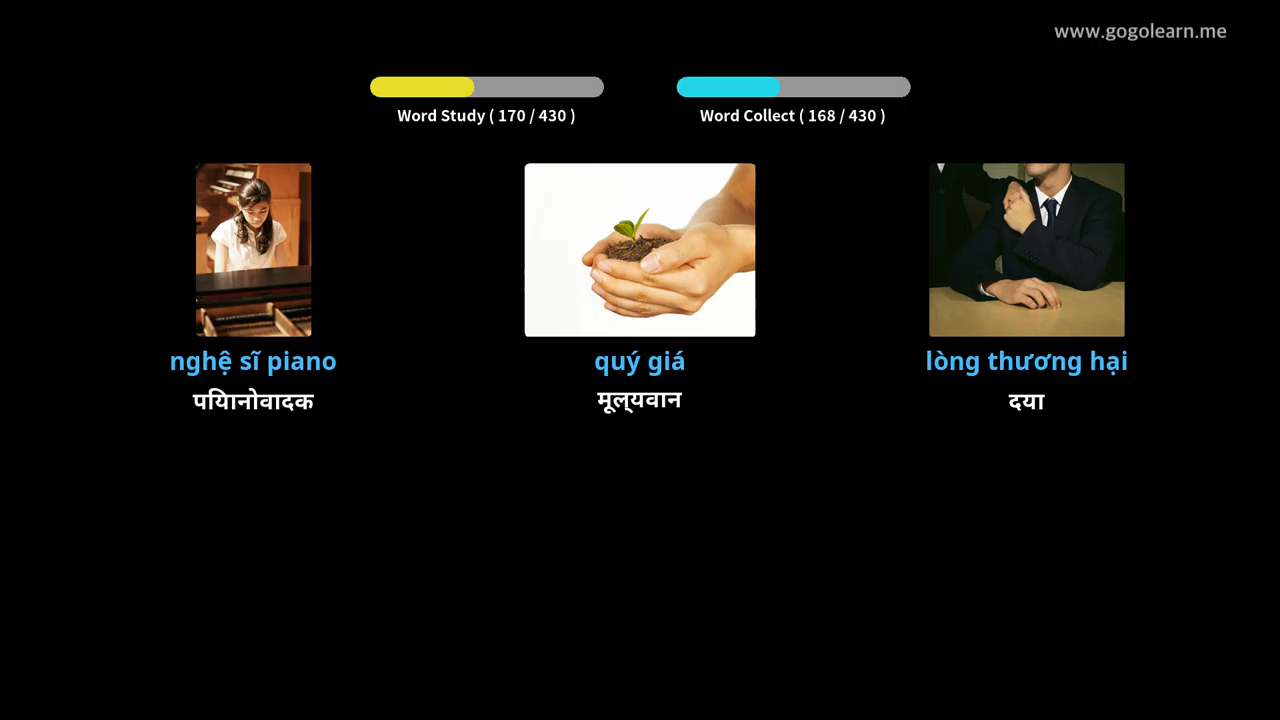 www.gogolearn.me
Word Study ( 170 / 430 )
Word Collect ( 168 / 430 )
nghệ sĩ piano
quý giá
lòng thương hại
पियानोवादक
मूल्यवान
दया